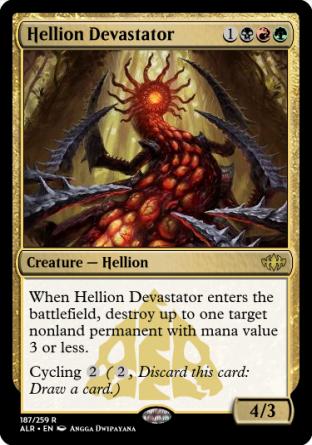 Hellion Devastator 1
Creature — Hellion
When Hellion Devastator enters the
battlefield, destroy up to one target
nonland permanent with mana value
3 or less.
Cycling 2 ( 2, Discard this card:
Draw a card.)
187/259 R
ALR • EN Angga Dwipayana
4/3